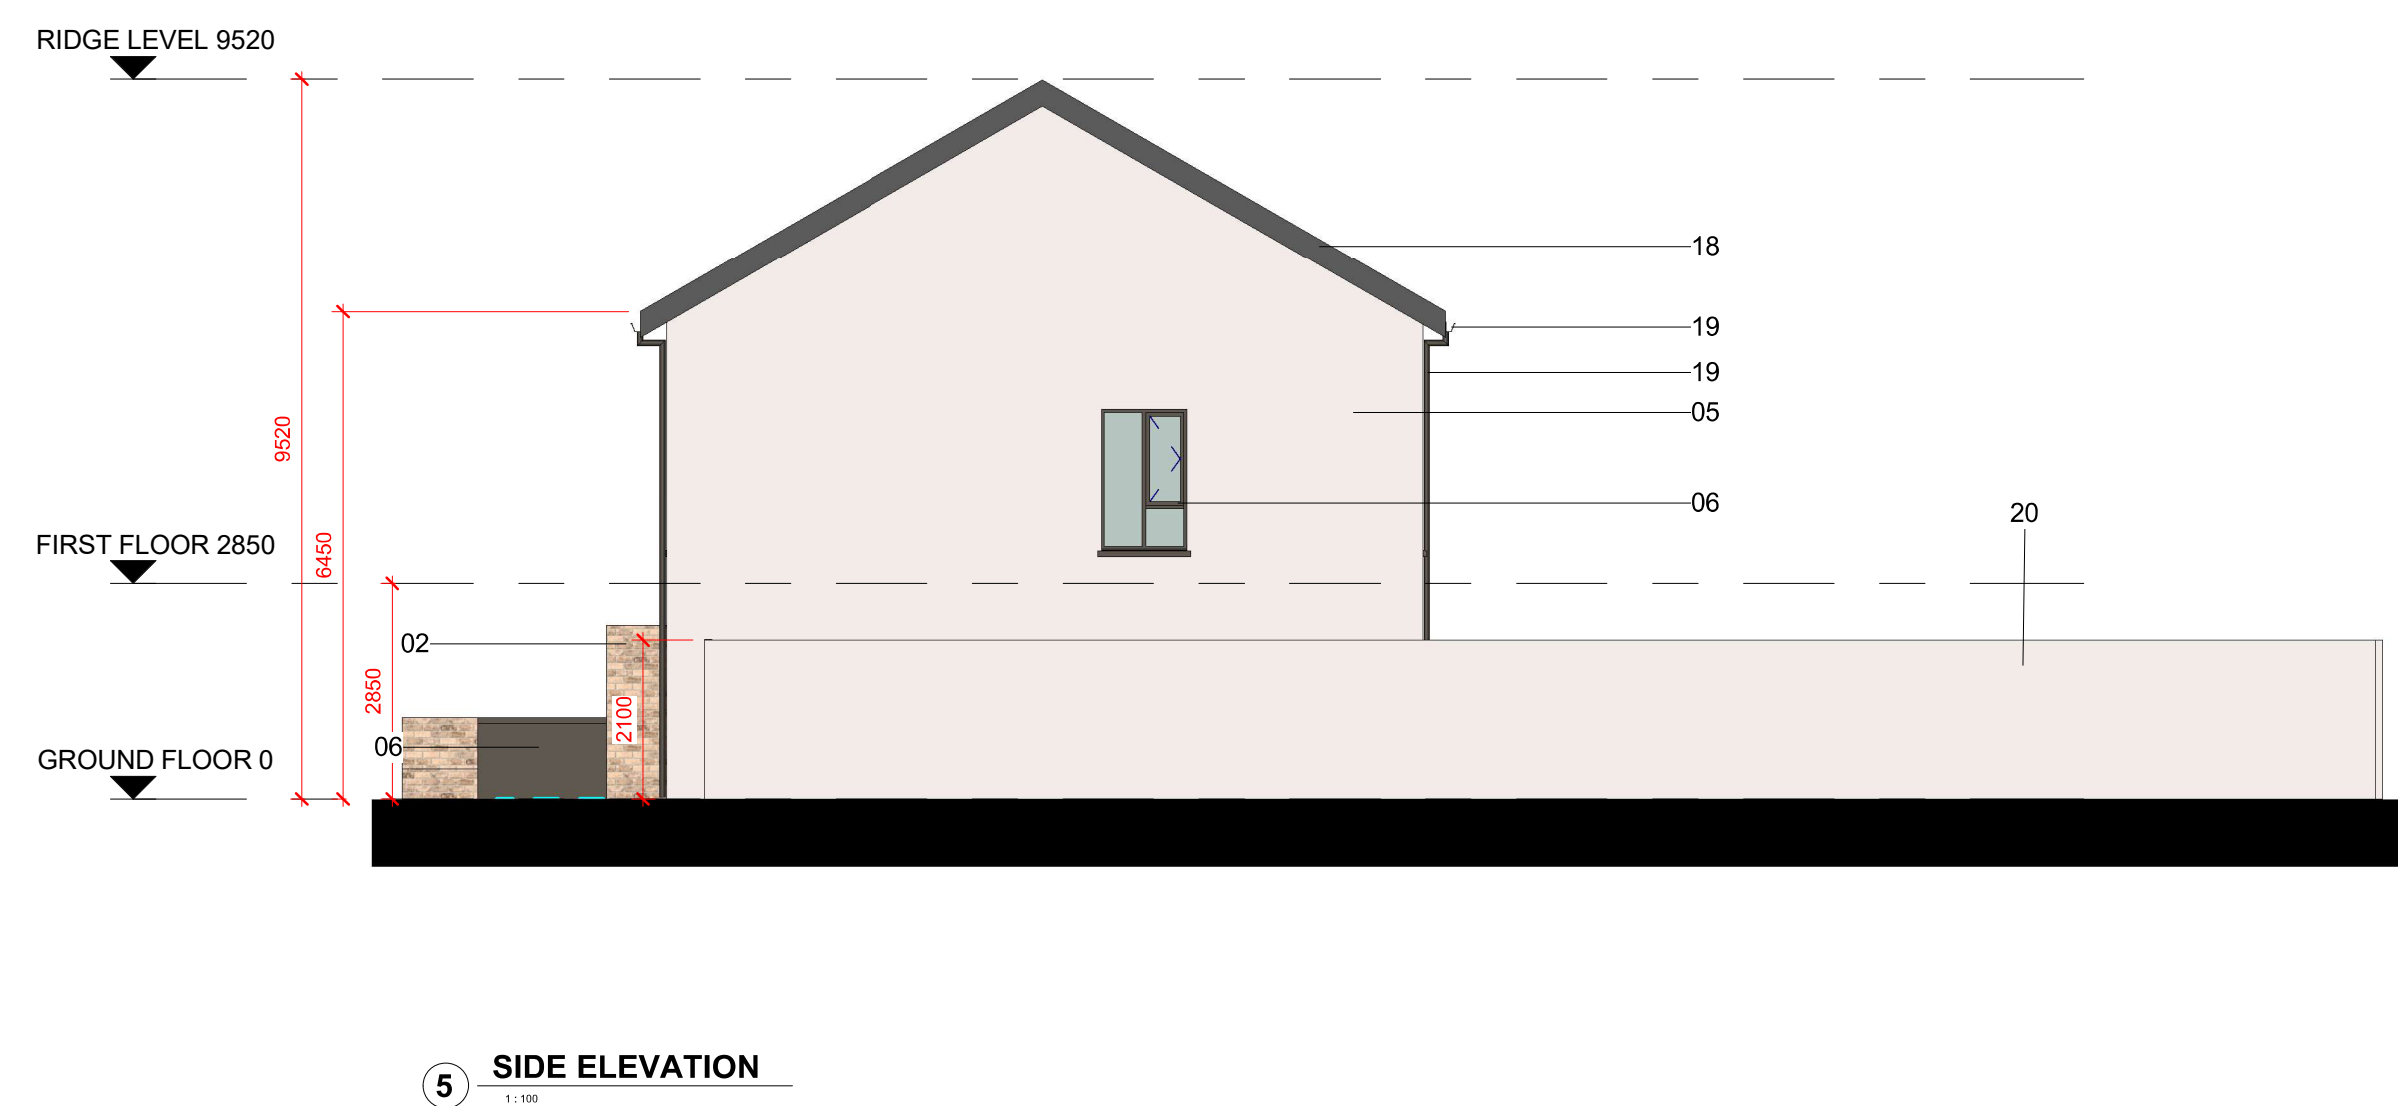 RIDGE LEVEL 9520
18
19
19
05
9520
06
20
FIRST FLOOR 2850
6450
02
2850
2100
06
GROUND FLOOR 0
5
SIDE ELEVATION
1 : 100